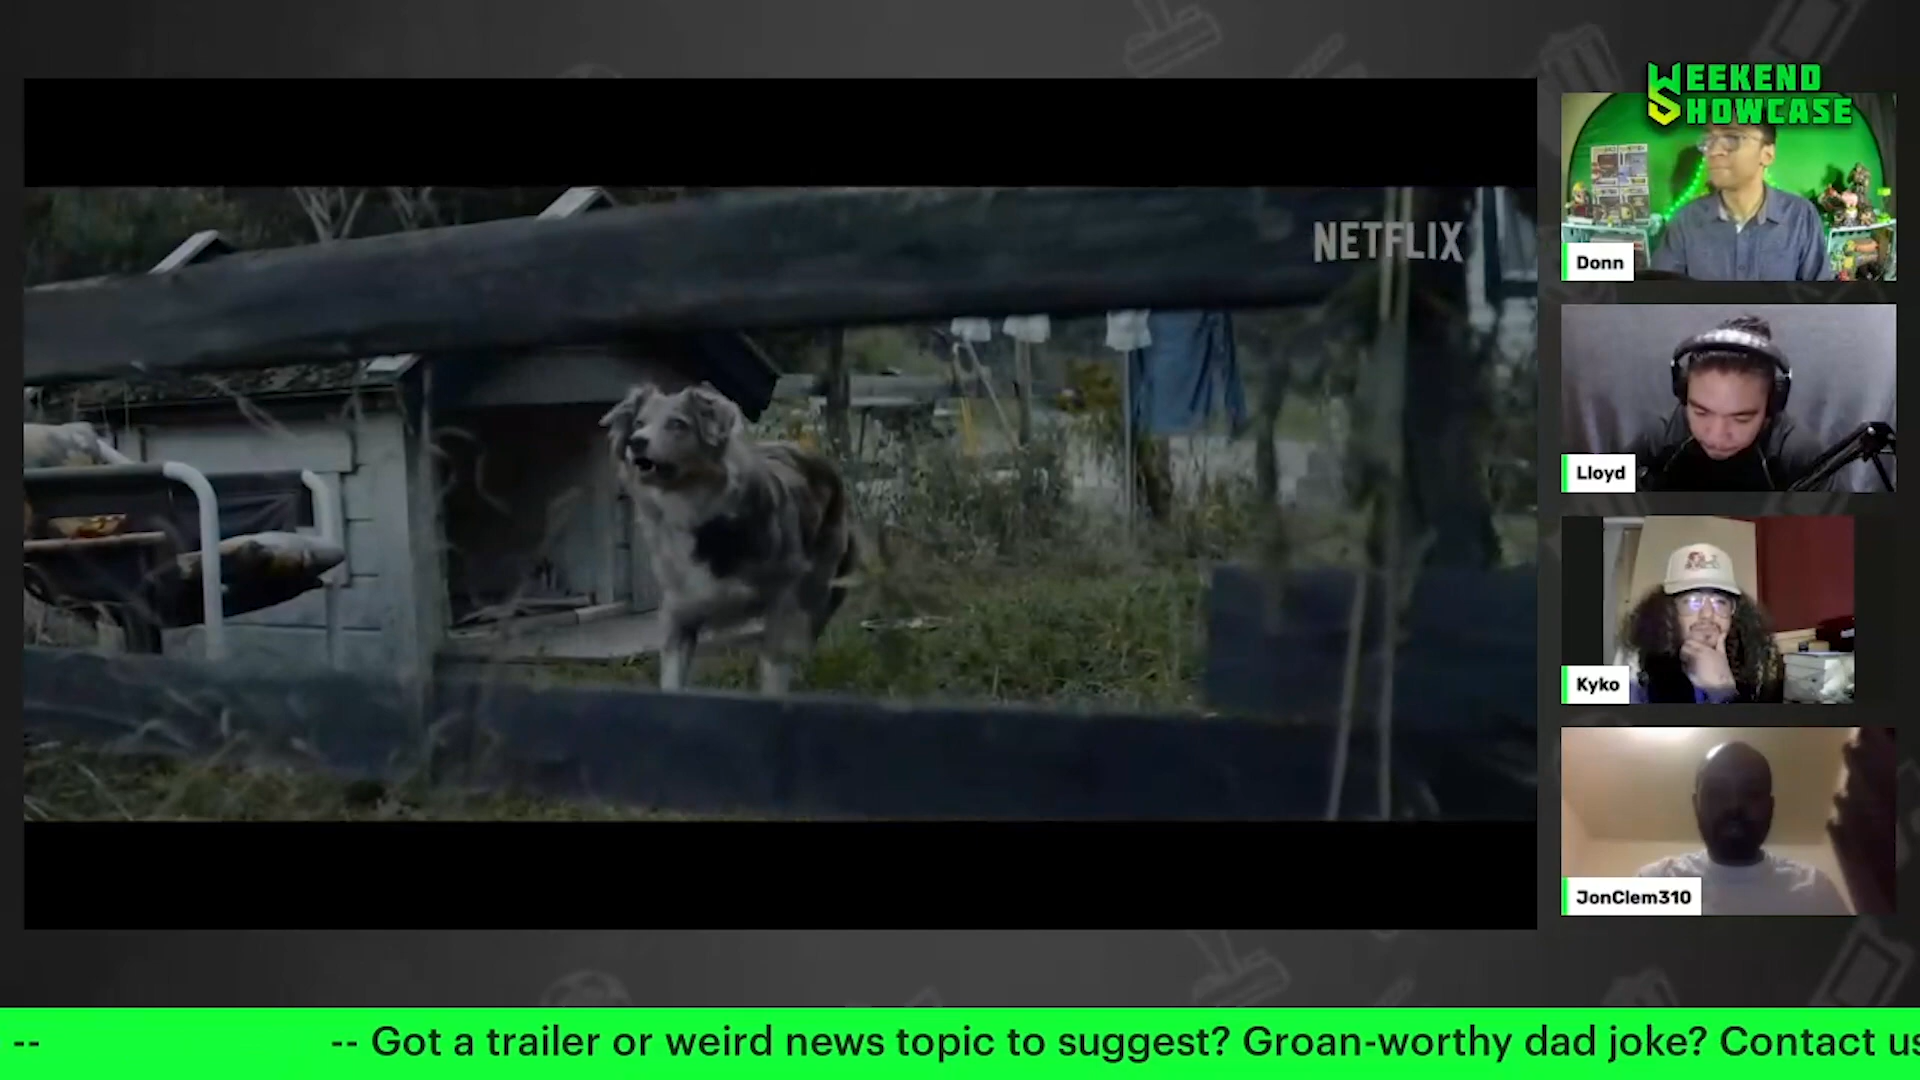 WEEKEND
SHOWCASE
NETFLIX
Donn
Lloyd
Kyko
JonClem310
-- -- Got a trailer or weird news topic to suggest? Groan-worthy dad joke? Contact us